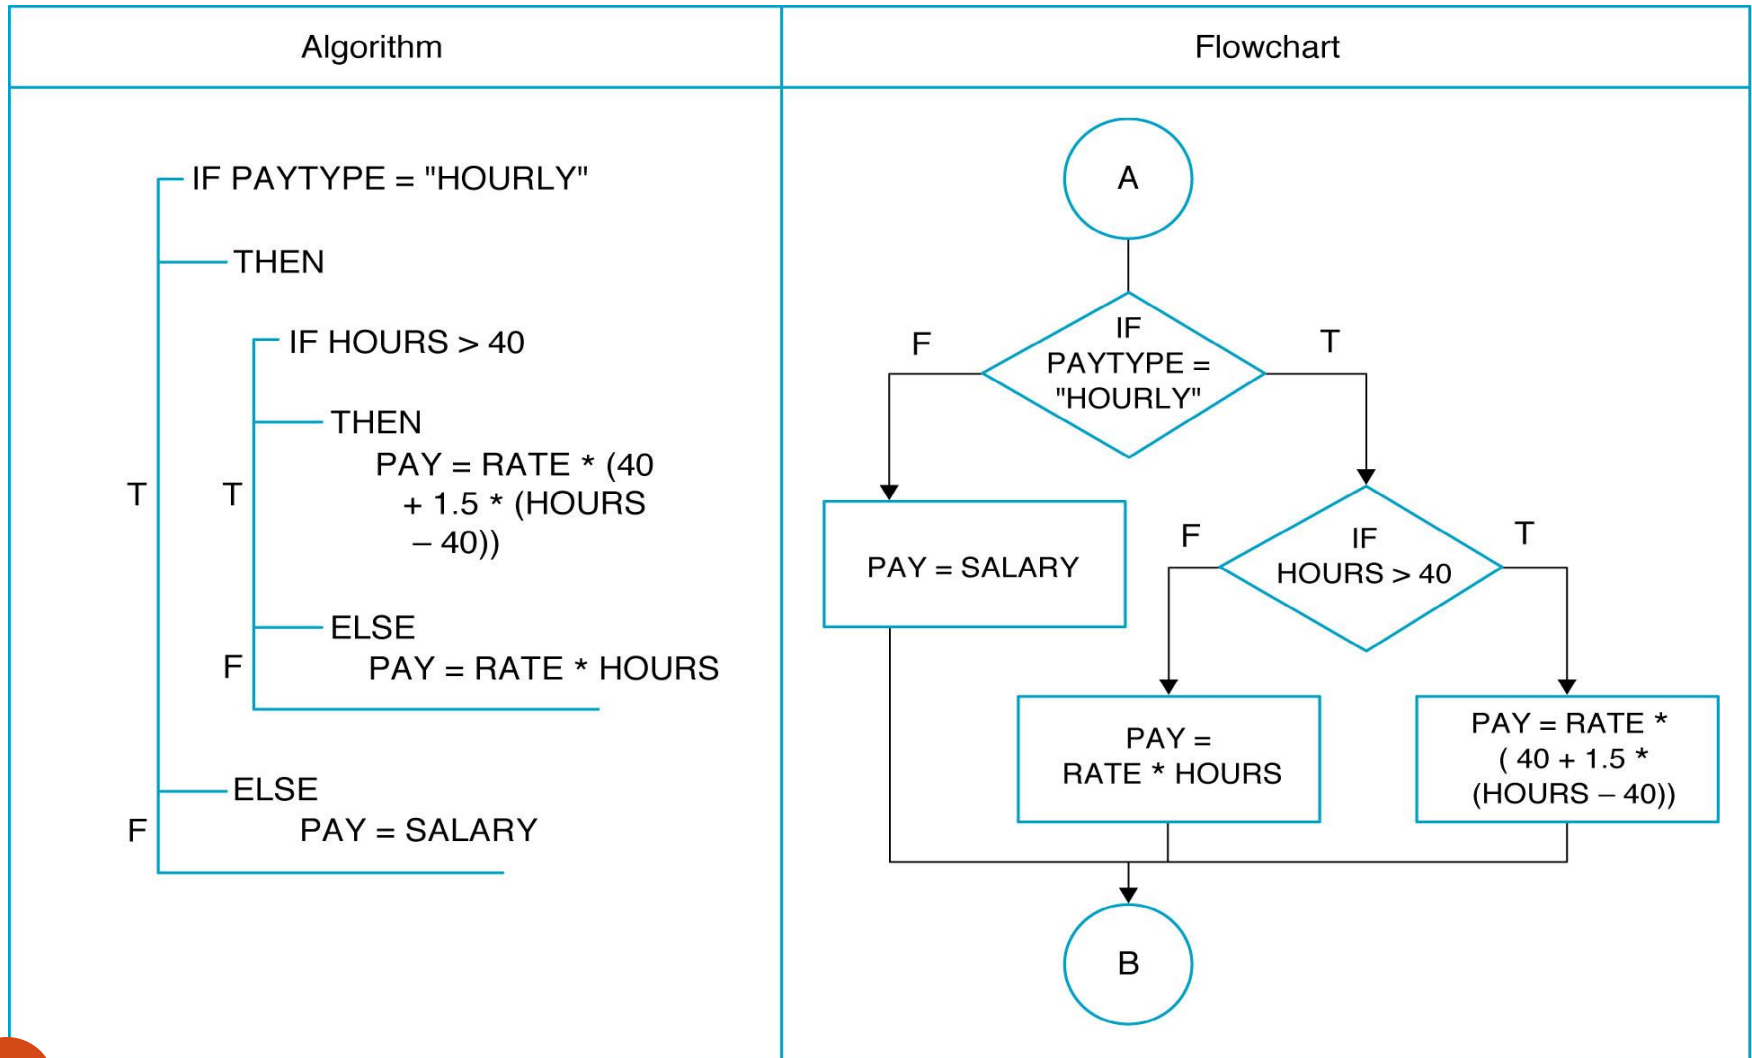 Algorithm
IF PAYTYPE = "HOURLY"
THEN
IF HOURS > 40
THEN
PAY = RATE * (40
+ 1.5 * (HOURS
– 40))
T
T
ELSE
F
PAY = RATE * HOURS
ELSE
F
PAY = SALARY
Flowchart
A
IF
PAYTYPE =
"HOURLY"
F
T
PAY = SALARY
IF
HOURS > 40
F
T
PAY =
RATE * HOURS
PAY = RATE *
( 40 + 1.5 *
(HOURS – 40))
B